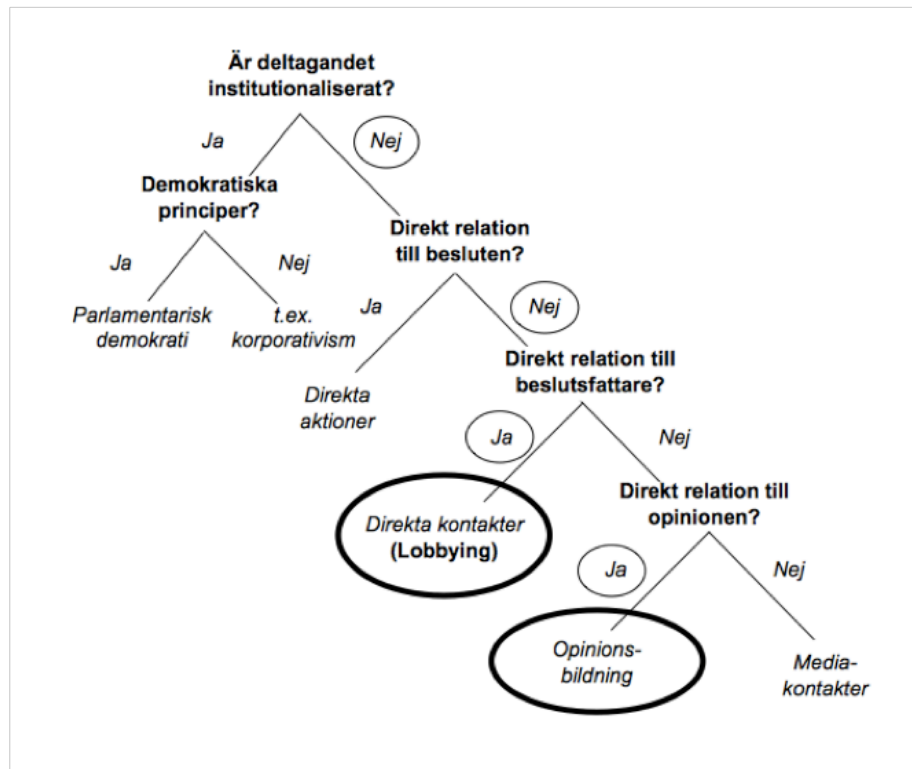 Är deltagandet
institutionaliserat?
Ja
Nej
Demokratiska
principer?
Direkt relation
till besluten?
Ja
Nej
Parlamentarisk
demokrati
t.ex.
korporativism
Ja
Nej
Direkt relation till
beslutsfattare?
Direkta
aktioner
Ja
Nej
Direkt relation till
opinionen?
Direkta kontakter
(Lobbying)
Ja
Nej
Opinions-
bildning
Media-
kontakter